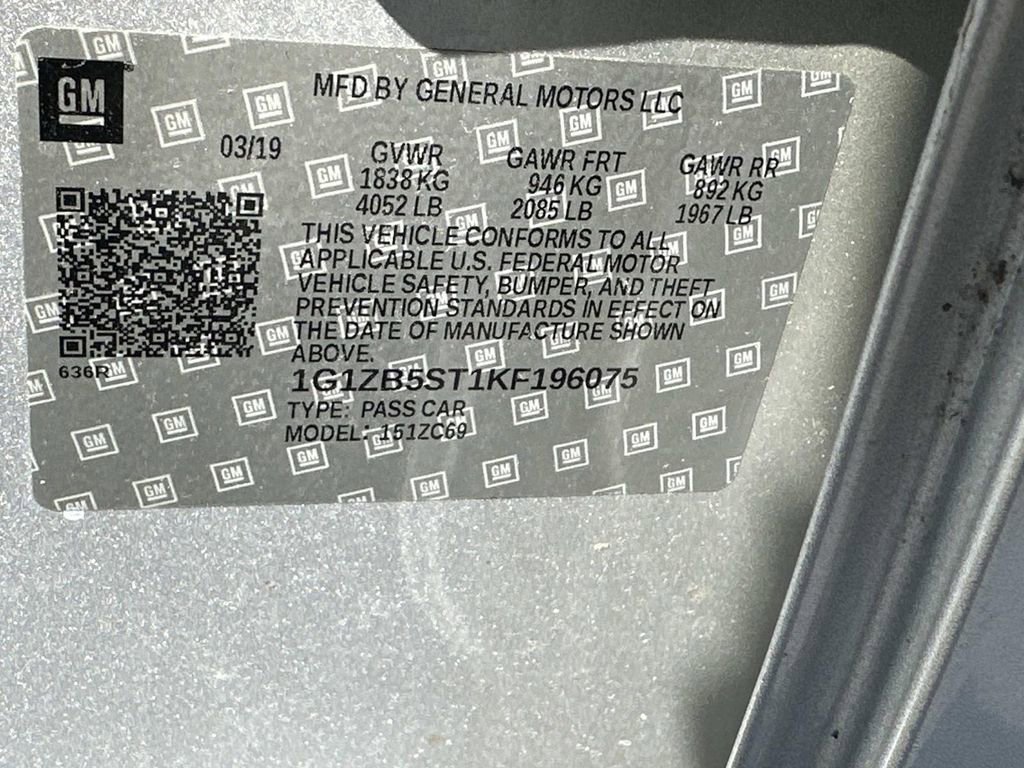 GM
MFD BY GENERAL MOTORS LLC
03/19
GVWR GAWR FRT GAWR RR
1838 KG 946 KG 892 KG
4052 LB 2085 LB 1967 LB
THIS VEHICLE CONFORMS TO ALL
APPLICABLE U.S. FEDERAL MOTOR
VEHICLE SAFETY, BUMPER, AND THEFT
PREVENTION STANDARDS IN EFFECT ON
THE DATE OF MANUFACTURE SHOWN
ABOVE.
636R
1G1ZB5ST1KF196075
TYPE: PASS CAR
MODEL: 151ZC69